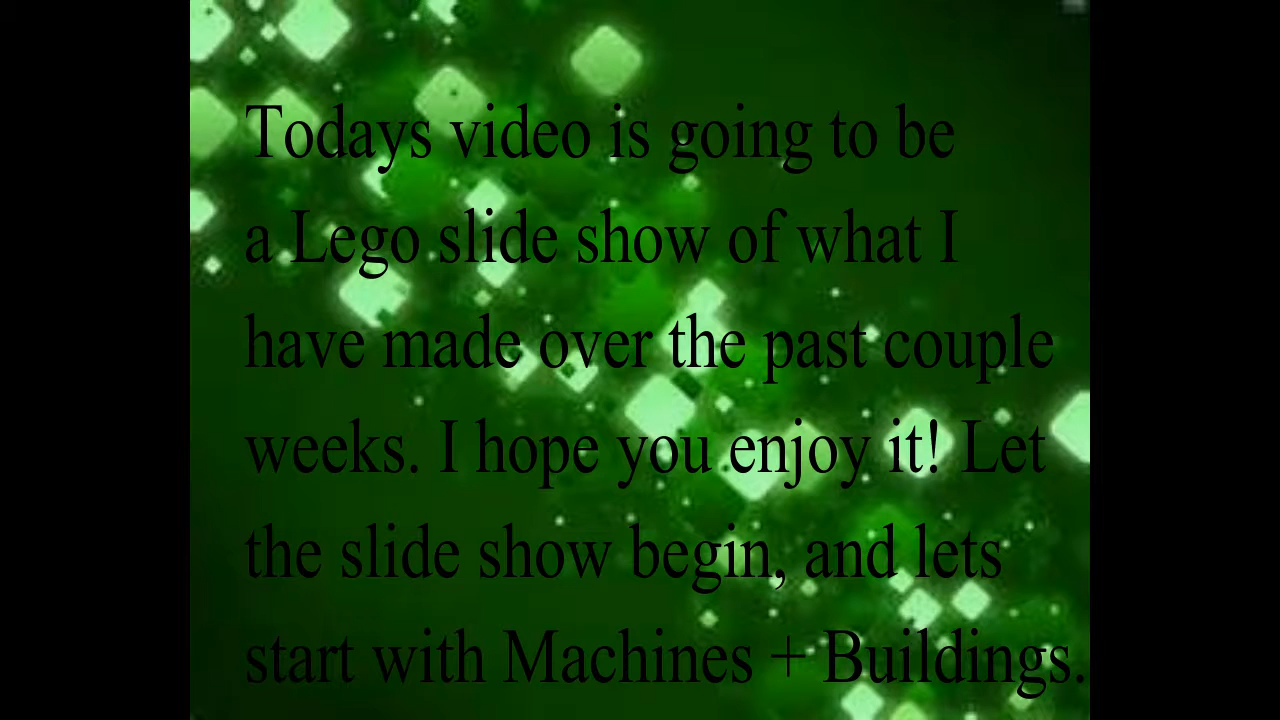 Todays video is going to be
a Lego slide show of what I
have made over the past couple
weeks. I hope you enjoy it! Let
the slide show begin, and lets
start with Machines + Buildings.